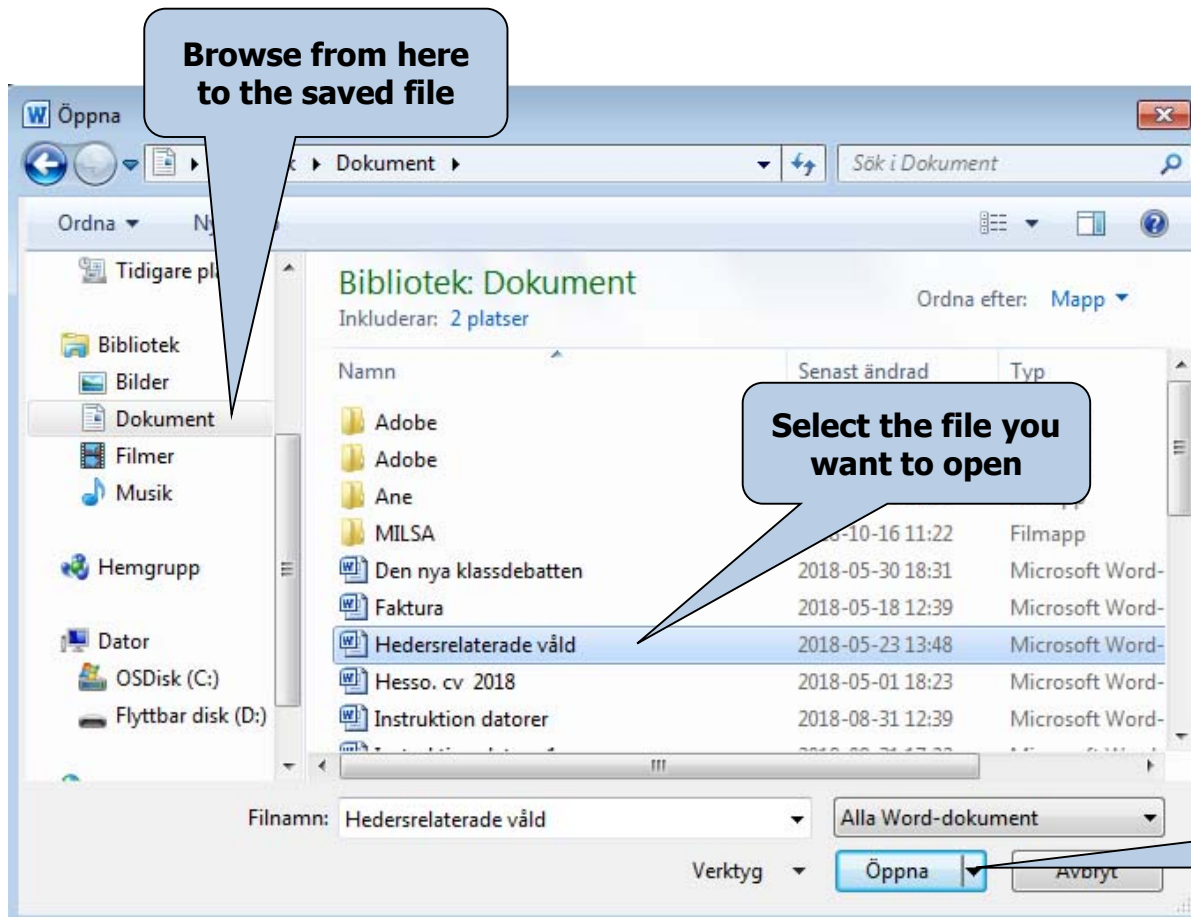 Browse from here
to the saved file
Öppna
Dokument
Sök i Dokument
Ordna
Tidigare
Bibliotek: Dokument
Inkluderar: 2 platser
Ordna efter: Mapp
Bibliotek
Bilder
Dokument
Filmer
Musik
Hemgrupp
Dator
OSDisk (C:)
Flyttbar disk (D:)
Namn Senast ändrad Typ
Select the file you
want to open
Adobe
Adobe
Ane
MILSA 10-16 11:22 Filmapp
Den nya klassdebatten 2018-05-30 18:31 Microsoft Word-
Faktura 2018-05-18 12:39 Microsoft Word-
Hedersrelaterade våld 2018-05-23 13:48 Microsoft Word-
Hesso. cv 2018 2018-05-01 18:23 Microsoft Word-
Instruktion datorer 2018-08-31 12:39 Microsoft Word-
Filnamn: Hedersrelaterade våld Alla Word-dokument
Verktyg Öppna Avbryt